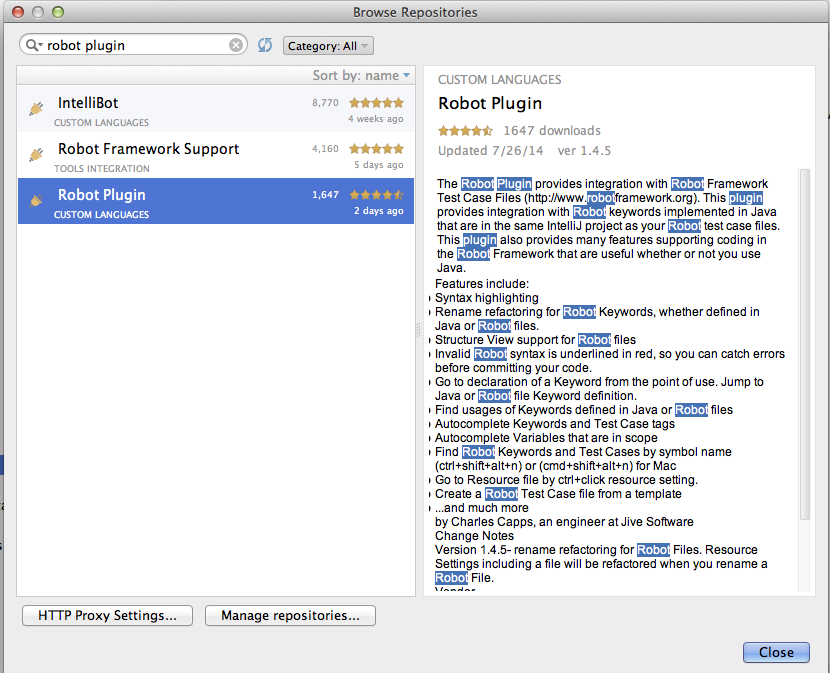 Browse Repositories
robot plugin
Category: All
Sort by: name
IntelliBot 8,770
CUSTOM LANGUAGES 4 weeks ago
Robot Framework Support 4,160
TOOLS INTEGRATION 5 days ago
Robot Plugin 1,647
CUSTOM LANGUAGES 2 days ago
CUSTOM LANGUAGES
Robot Plugin
1647 downloads
Updated 7/26/14 ver 1.4.5
The Robot Plugin provides integration with Robot Framework
Test Case Files (http://www.robotframework.org). This plugin
provides integration with Robot keywords implemented in Java
that are in the same IntelliJ project as your Robot test case files.
This plugin also provides many features supporting coding in
the Robot Framework that are useful whether or not you use
Java.
Features include:
Syntax highlighting
Rename refactoring for Robot Keywords, whether defined in
Java or Robot files.
Structure View support for Robot files
Invalid Robot syntax is underlined in red, so you can catch errors
before committing your code.
Go to declaration of a Keyword from the point of use. Jump to
Java or Robot file Keyword definition.
Find usages of Keywords defined in Java or Robot files
Autocomplete Keywords and Test Case tags
Autocomplete Variables that are in scope
Find Robot Keywords and Test Cases by symbol name
(ctrl+shift+alt+n) or (cmd+shift+alt+n) for Mac
Go to Resource file by ctrl+click resource setting.
Create a Robot Test Case file from a template
...and much more
by Charles Capps, an engineer at Jive Software
Change Notes
Version 1.4.5- rename refactoring for Robot Files. Resource
Settings including a file will be refactored when you rename a
Robot File.
HTTP Proxy Settings...
Manage repositories...
Close